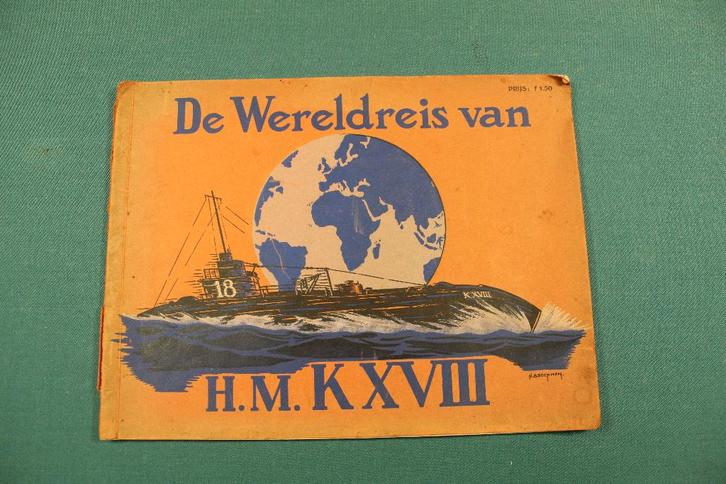 PRIJS: f 1.50
De Wereldreis van
18
K XVIII
H.M. K XVIII